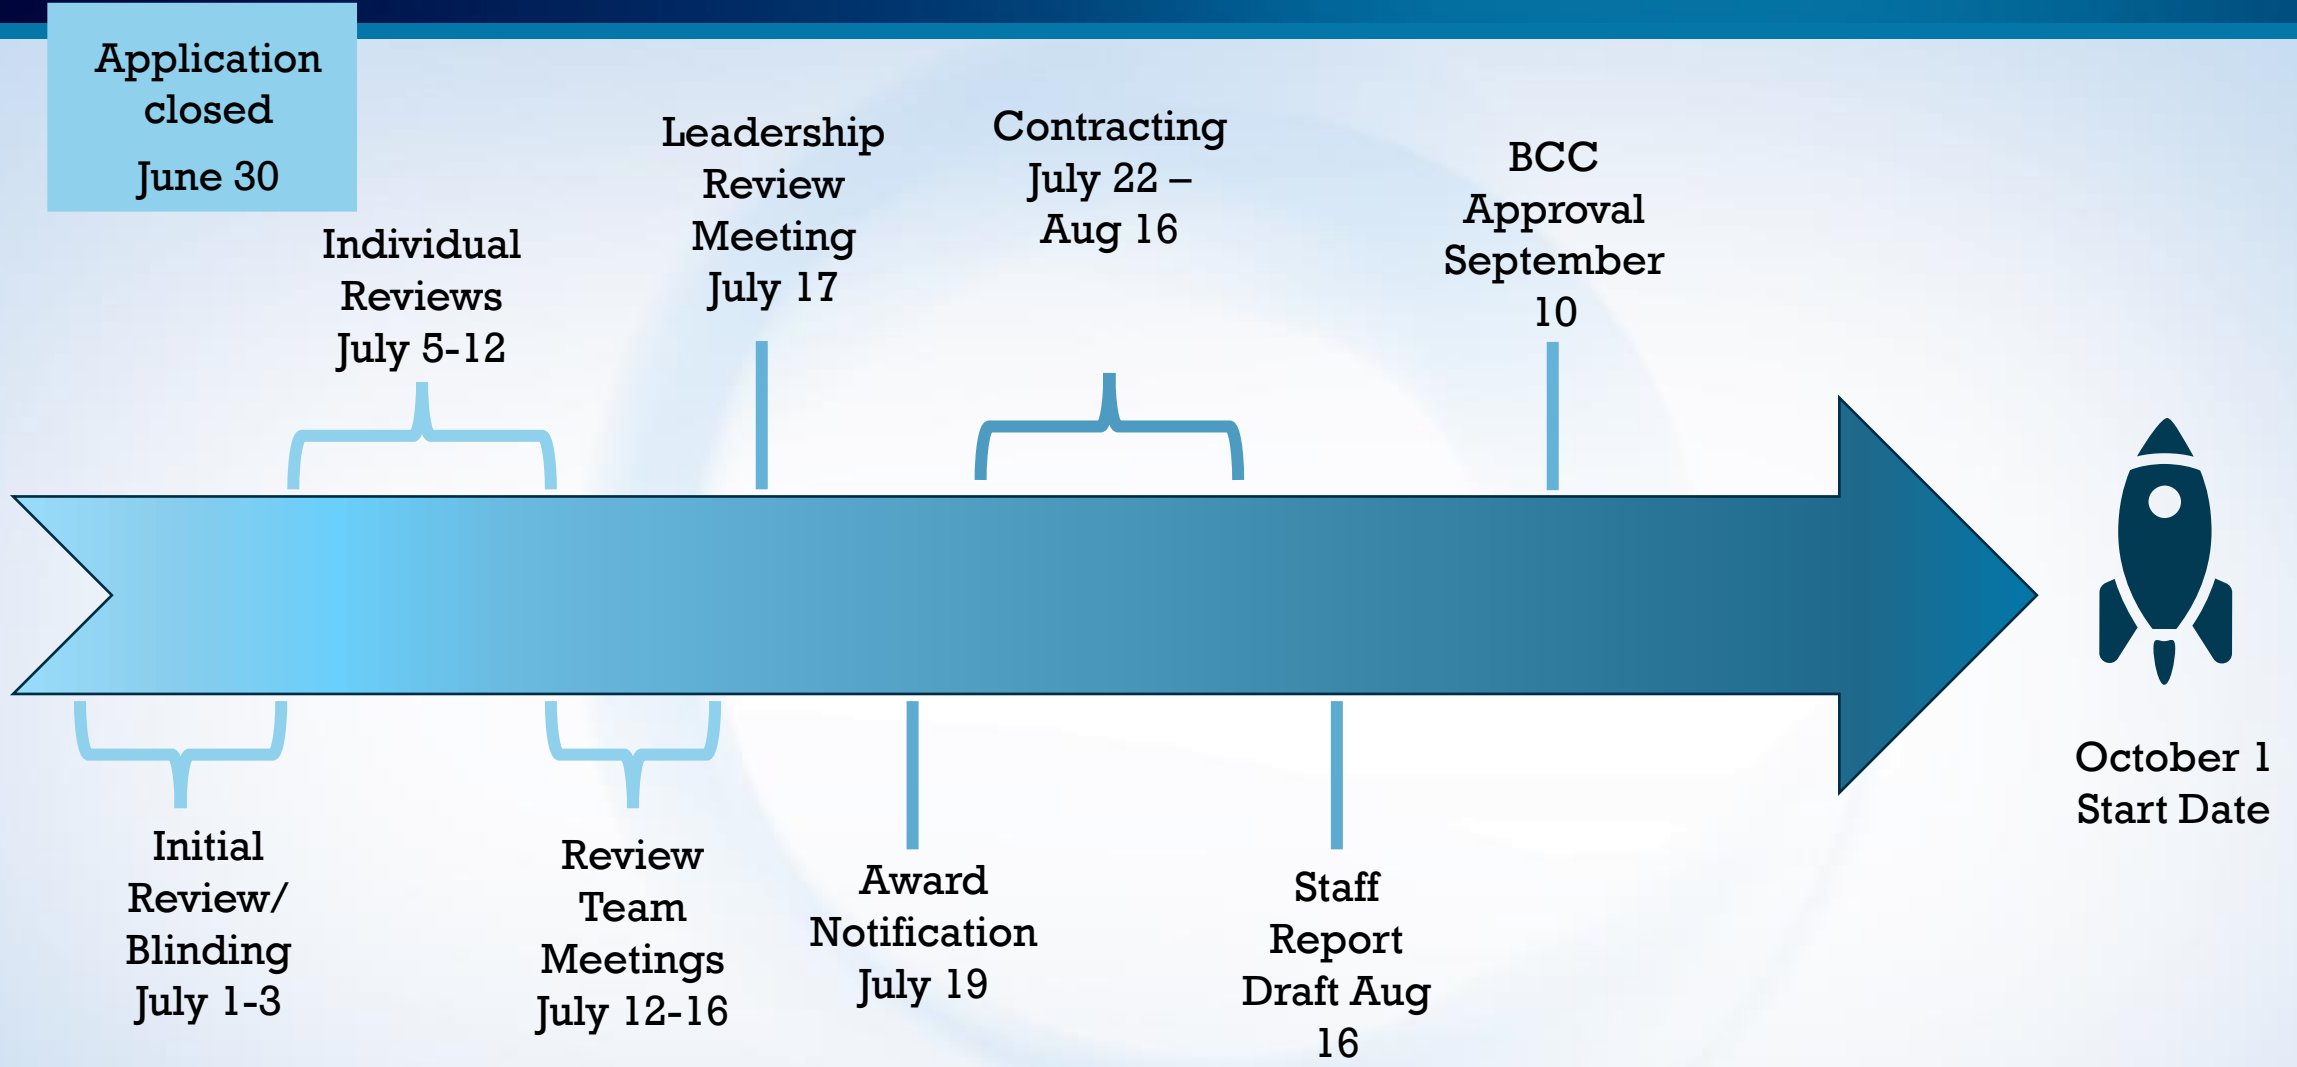 Application
closed
June 30
Individual
Reviews
July 5-12
Leadership
Review
Meeting
July 17
Contracting
July 22 –
Aug 16
BCC
Approval
September
10
Initial
Review/
Blinding
July 1-3
Review
Team
Meetings
July 12-16
Award
Notification
July 19
Staff
Report
Draft Aug
16
October 1
Start Date